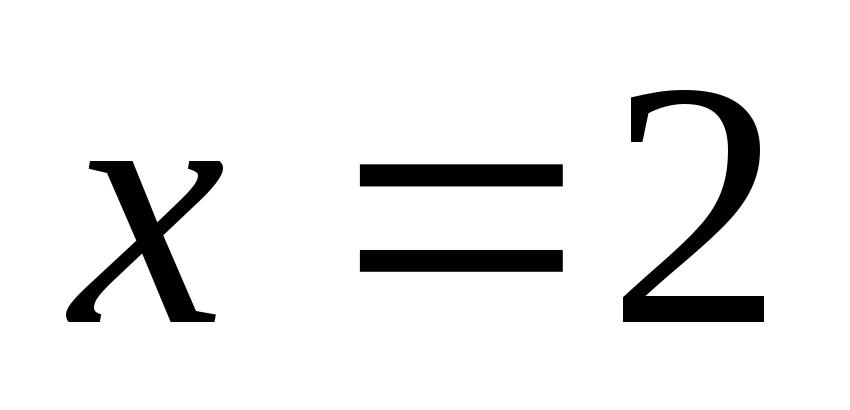 x = 2